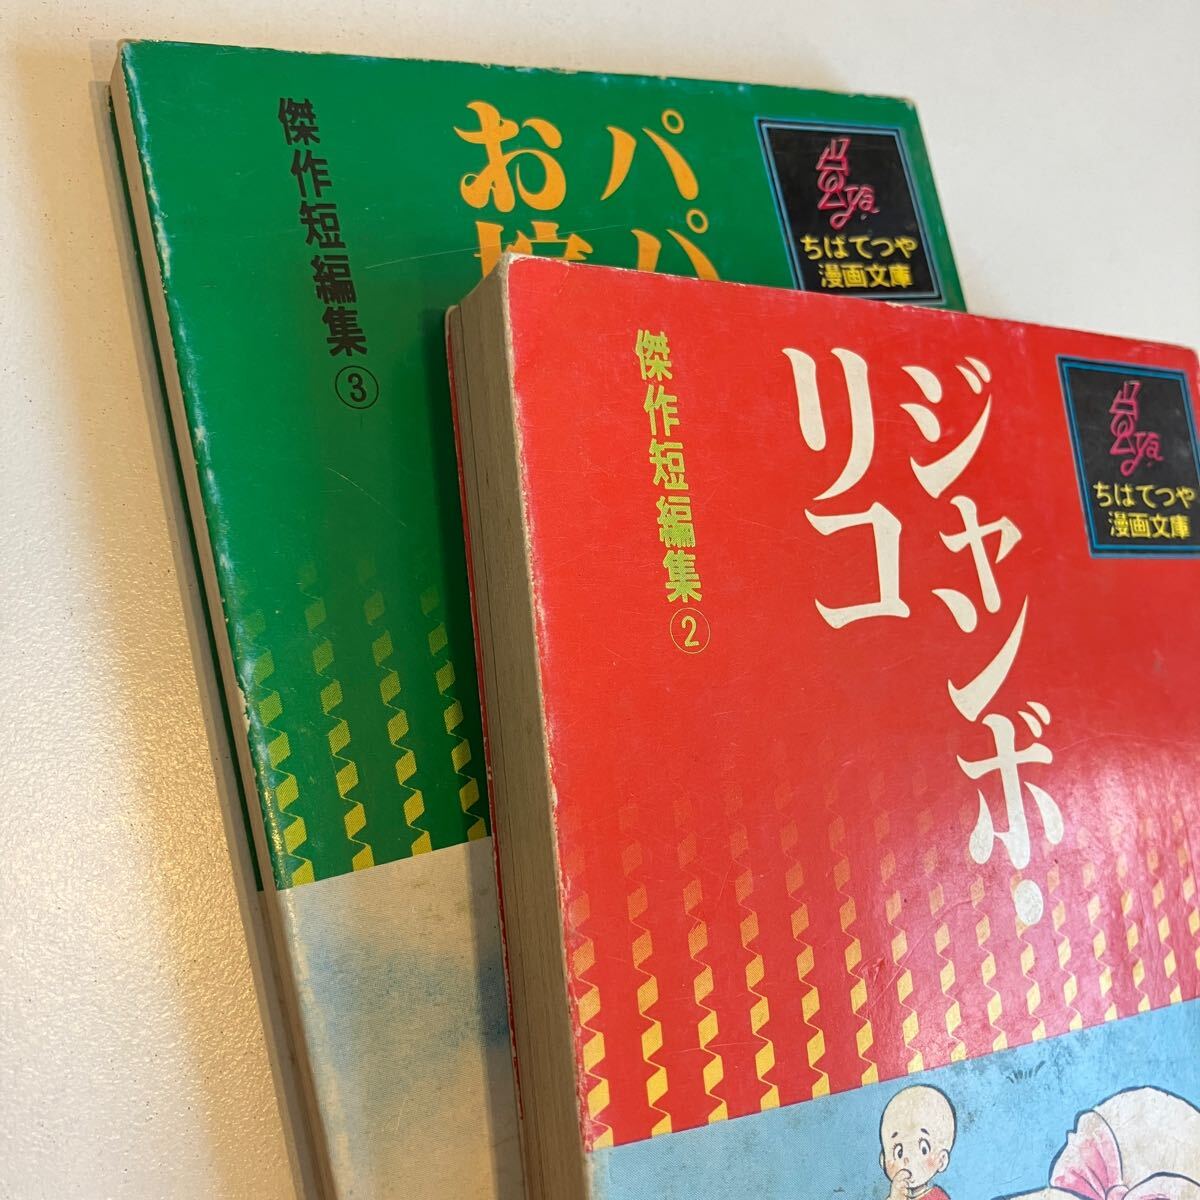 ちばてつや
漫画文庫
パパ
お
傑作短編集③
ちばてつや
漫画文庫
ジャンボ・
リコ
傑作短編集②